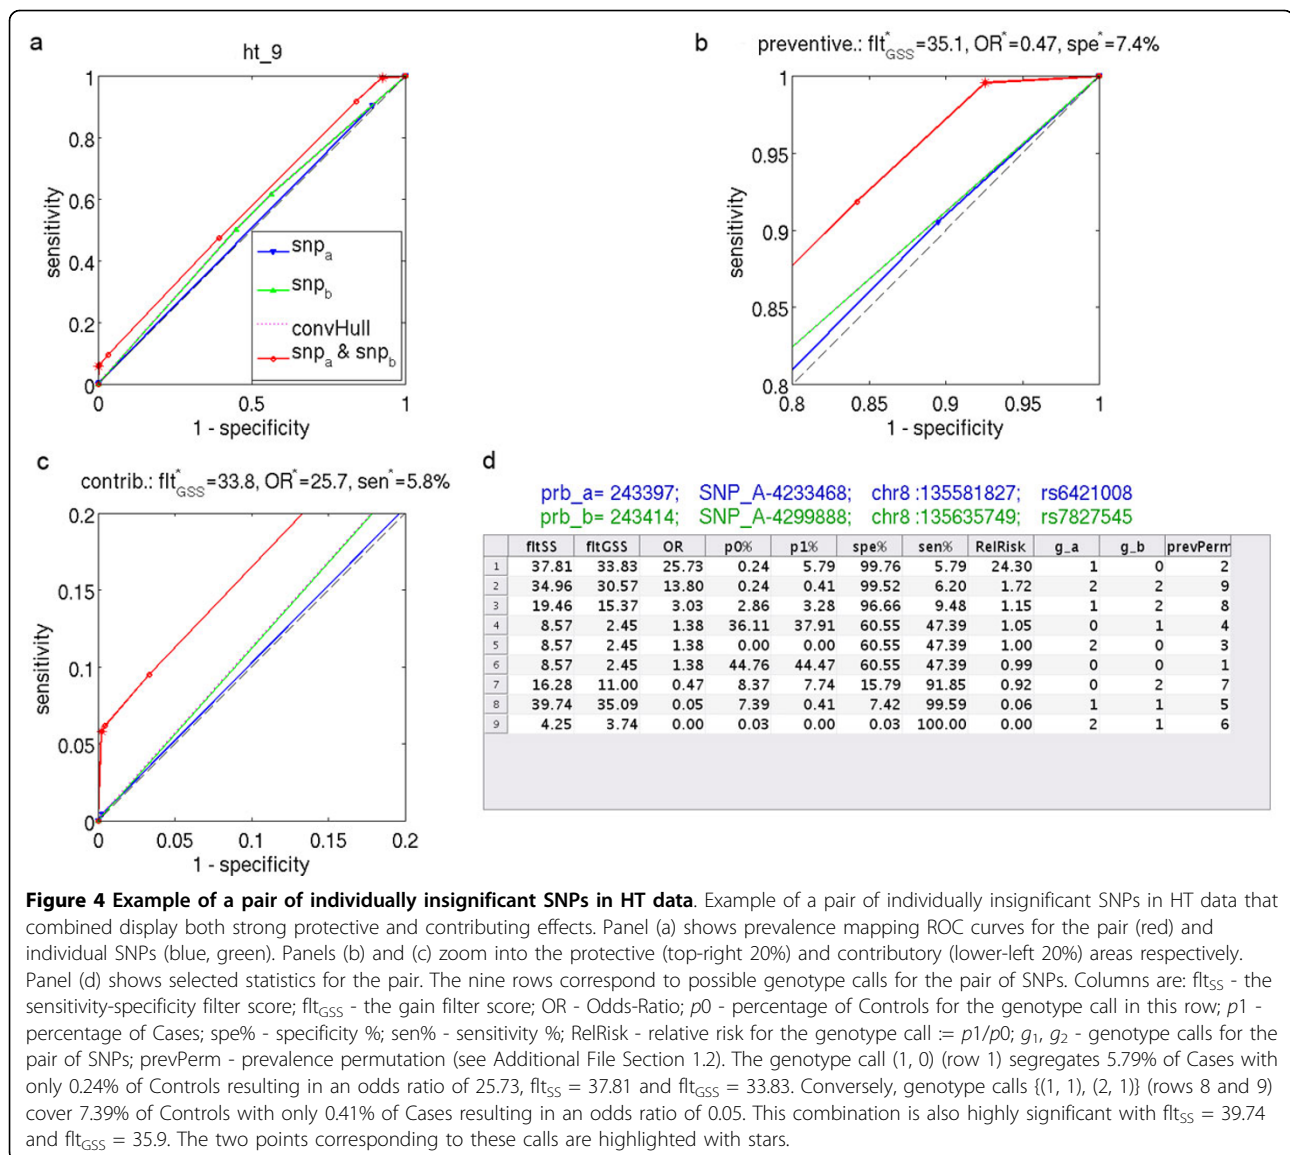 a
ht_9
1
0.8
0.6
0.4
0.2
0
0
0.5
1
sensitivity
1 - specificity
snp_a
snp_b
convHull
snp_a & snp_b
b
preventive.: flt*_GSS=35.1, OR*=0.47, spe*=7.4%
1
0.95
0.9
0.85
0.8
0.8
0.85
0.9
0.95
1
sensitivity
1 - specificity
c
contrib.: flt*_GSS=33.8, OR*=25.7, sen*=5.8%
0.2
0.15
0.1
0.05
0
0
0.05
0.1
0.15
0.2
sensitivity
1 - specificity
d
prb_a= 243397; SNP_A-4233468; chr8 :135581827; rs6421008
prb_b= 243414; SNP_A-4299888; chr8 :135635749; rs7827545
fltSS fltGSS OR p0% p1% spe% sen% RelRisk g_a g_b prevPerm
1 37.81 33.83 25.73 0.24 5.79 99.76 5.79 24.30 1 0 2
2 34.96 30.57 13.80 0.24 0.41 99.52 6.20 1.72 2 2 9
3 19.46 15.37 3.03 2.86 3.28 96.66 9.48 1.15 1 2 8
4 8.57 2.45 1.38 36.11 37.91 60.55 47.39 1.05 0 1 4
5 8.57 2.45 1.38 0.00 0.00 60.55 47.39 1.00 2 0 3
6 8.57 2.45 1.38 44.76 44.47 60.55 47.39 0.99 0 0 1
7 16.28 11.00 0.47 8.37 7.74 15.79 91.85 0.92 0 2 7
8 39.74 35.09 0.05 7.39 0.41 7.42 99.59 0.06 1 1 5
9 4.25 3.74 0.00 0.03 0.00 0.03 100.00 0.00 2 1 6
Figure 4 Example of a pair of individually insignificant SNPs in HT data. Example of a pair of individually insignificant SNPs in HT data that
combined display both strong protective and contributing effects. Panel (a) shows prevalence mapping ROC curves for the pair (red) and
individual SNPs (blue, green). Panels (b) and (c) zoom into the protective (top-right 20%) and contributory (lower-left 20%) areas respectively.
Panel (d) shows selected statistics for the pair. The nine rows correspond to possible genotype calls for the pair of SNPs. Columns are: flt_SS - the
sensitivity-specificity filter score; flt_GSS - the gain filter score; OR - Odds-Ratio; p0 - percentage of Controls for the genotype call in this row; p1 -
percentage of Cases; spe% - specificity %; sen% - sensitivity %; RelRisk - relative risk for the genotype call := p1/p0; g₁, g₂ - genotype calls for the
pair of SNPs; prevPerm - prevalence permutation (see Additional File Section 1.2). The genotype call (1, 0) (row 1) segregates 5.79% of Cases with
only 0.24% of Controls resulting in an odds ratio of 25.73, flt_SS = 37.81 and flt_GSS = 33.83. Conversely, genotype calls {(1, 1), (2, 1)} (rows 8 and 9)
cover 7.39% of Controls with only 0.41% of Cases resulting in an odds ratio of 0.05. This combination is also highly significant with flt_SS = 39.74
and flt_GSS = 35.9. The two points corresponding to these calls are highlighted with stars.